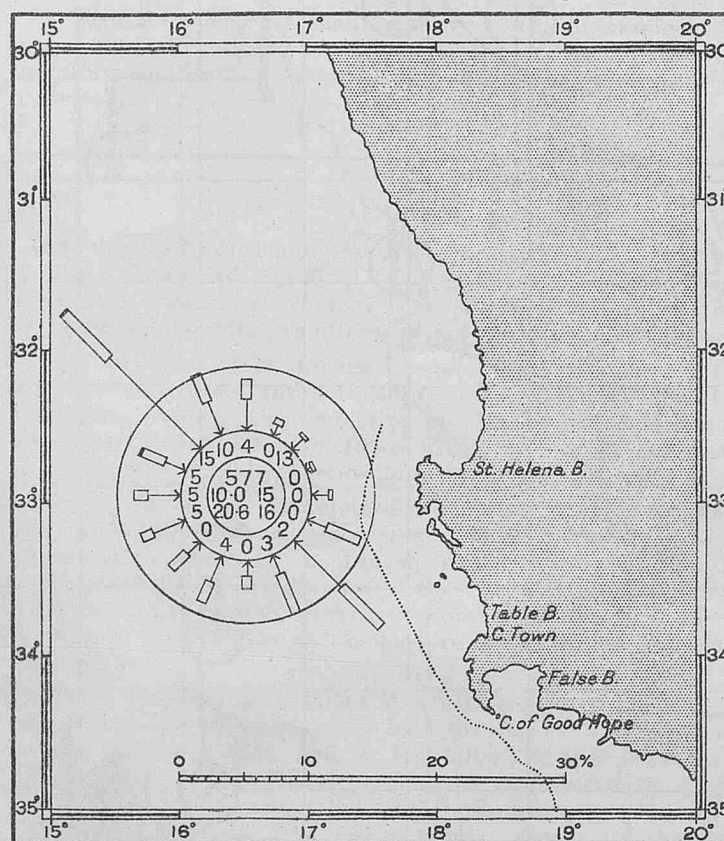 15° 16° 17° 18° 19° 20°
30° 30
31° 31
32° 32
33° 33
34° 34
35° 35
15 10 4 0 13
5 577 0
5 10·0 15 0
5 20·6 16 0
0 2
4 0 3
St. Helena B.
Table B.
C. Town
False B.
C. of Good Hope
0 10 20 30%
15° 16° 17° 18° 19° 20°